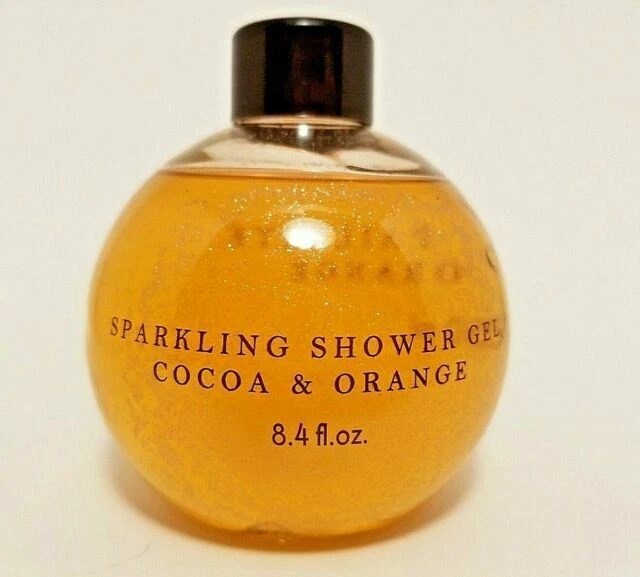 SPARKLING SHOWER GEL,
COCOA & ORANGE
8.4 fl.oz.